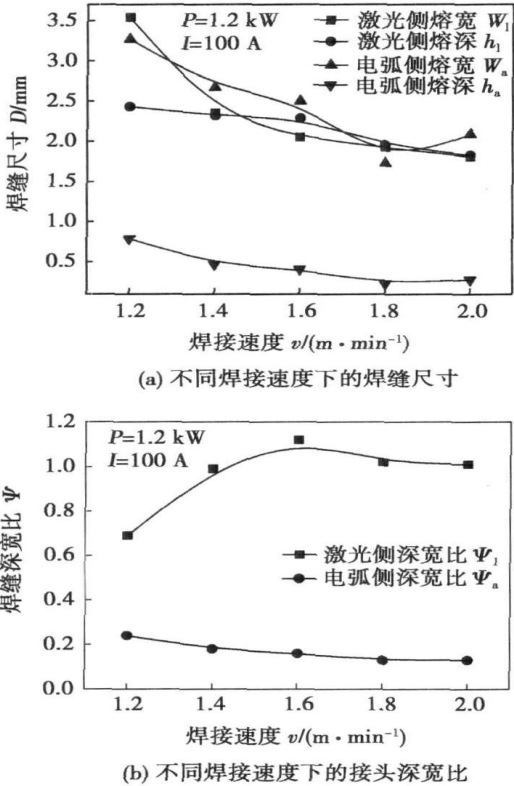 P=1.2 kW
I=100 A
激光侧熔宽 W₁
激光侧熔深 h₁
电弧侧熔宽 Wₐ
电弧侧熔深 hₐ
焊缝尺寸 D/mm
3.5
3.0
2.5
2.0
1.5
1.0
0.5
1.2 1.4 1.6 1.8 2.0
焊接速度 v/(m·min⁻¹)
(a) 不同焊接速度下的焊缝尺寸
P=1.2 kW
I=100 A
激光侧深宽比 Ψ₁
电弧侧深宽比 Ψₐ
焊缝深宽比 Ψ
1.2
1.0
0.8
0.6
0.4
0.2
0.0
1.2 1.4 1.6 1.8 2.0
焊接速度 v/(m·min⁻¹)
(b) 不同焊接速度下的接头深宽比